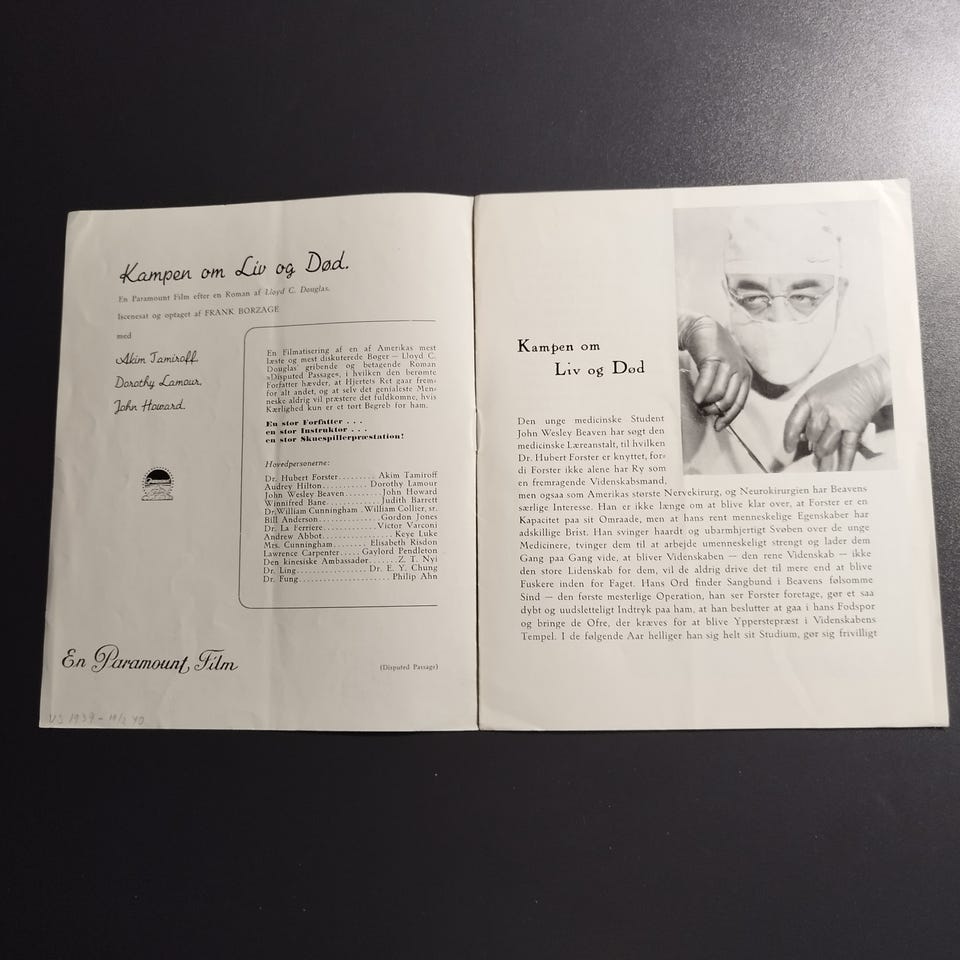 Kampen om Liv og Død.
En Paramount Film efter en Roman af Lloyd C. Douglas.
Iscenesat og optaget af FRANK BORZAGE
med
Akim Tamiroff.
Dorothy Lamour.
John Howard.
En Filmatisering af en af Amerikas mest
læste og mest diskuterede Bøger — Lloyd C.
Douglas' gribende og betagende Roman
»Disputed Passage«, i hvilken den berømte
Forfatter hævder, at Hjertets Ret gaar frem-
for alt andet, og at selv det genialeste Men-
neske aldrig vil præstere det fuldkomne, hvis
Kærlighed kun er et tørt Begreb for ham.
En stor Forfatter . . .
en stor Instruktør . . .
en stor Skuespillerpræstation!
Hovedpersonerne:
Dr. Hubert Forster........ Akim Tamiroff
Audrey Hilton.............. Dorothy Lamour
John Wesley Beaven......... John Howard
Winnifred Bane............. Judith Barrett
Dr. William Cunningham . William Collier, sr.
Bill Anderson................ Gordon Jones
Dr. La Ferriere............. Victor Varconi
Andrew Abbot................ Keye Luke
Mrs. Cunningham......... Elisabeth Risdon
Lawrence Carpenter..... Gaylord Pendleton
Den kinesiske Ambassadør....... Z. T. Nyi
Dr. Ling................. Dr. E. Y. Chung
Dr. Fung..................... Philip Ahn
En Paramount Film
(Disputed Passage)
US 1939 - 19/2 40
Kampen om
Liv og Død
Den unge medicinske Student
John Wesley Beaven har søgt den
medicinske Læreanstalt, til hvilken
Dr. Hubert Forster er knyttet, for-
di Forster ikke alene har Ry som
en fremragende Videnskabsmand,
men ogsaa som Amerikas største Nervekirurg, og Neurokirurgien har Beavens
særlige Interesse. Han er ikke længe om at blive klar over, at Forster er en
Kapacitet paa sit Omraade, men at hans rent menneskelige Egenskaber har
adskillige Brist. Han svinger haardt og ubarmhjertigt Svøben over de unge
Medicinere, tvinger dem til at arbejde umenneskeligt strengt og lader dem
Gang paa Gang vide, at bliver Videnskaben — den rene Videnskab — ikke
den store Lidenskab for dem, vil de aldrig drive det til mere end at blive
Fuskere inden for Faget. Hans Ord finder Sangbund i Beavens følsomme
Sind — den første mesterlige Operation, han ser Forster foretage, gør et saa
dybt og uudsletteligt Indtryk paa ham, at han beslutter at gaa i hans Fodspor
og bringe de Ofre, der kræves for at blive Ypperstepræst i Videnskabens
Tempel. I de følgende Aar helliger han sig helt sit Studium, gør sig frivilligt